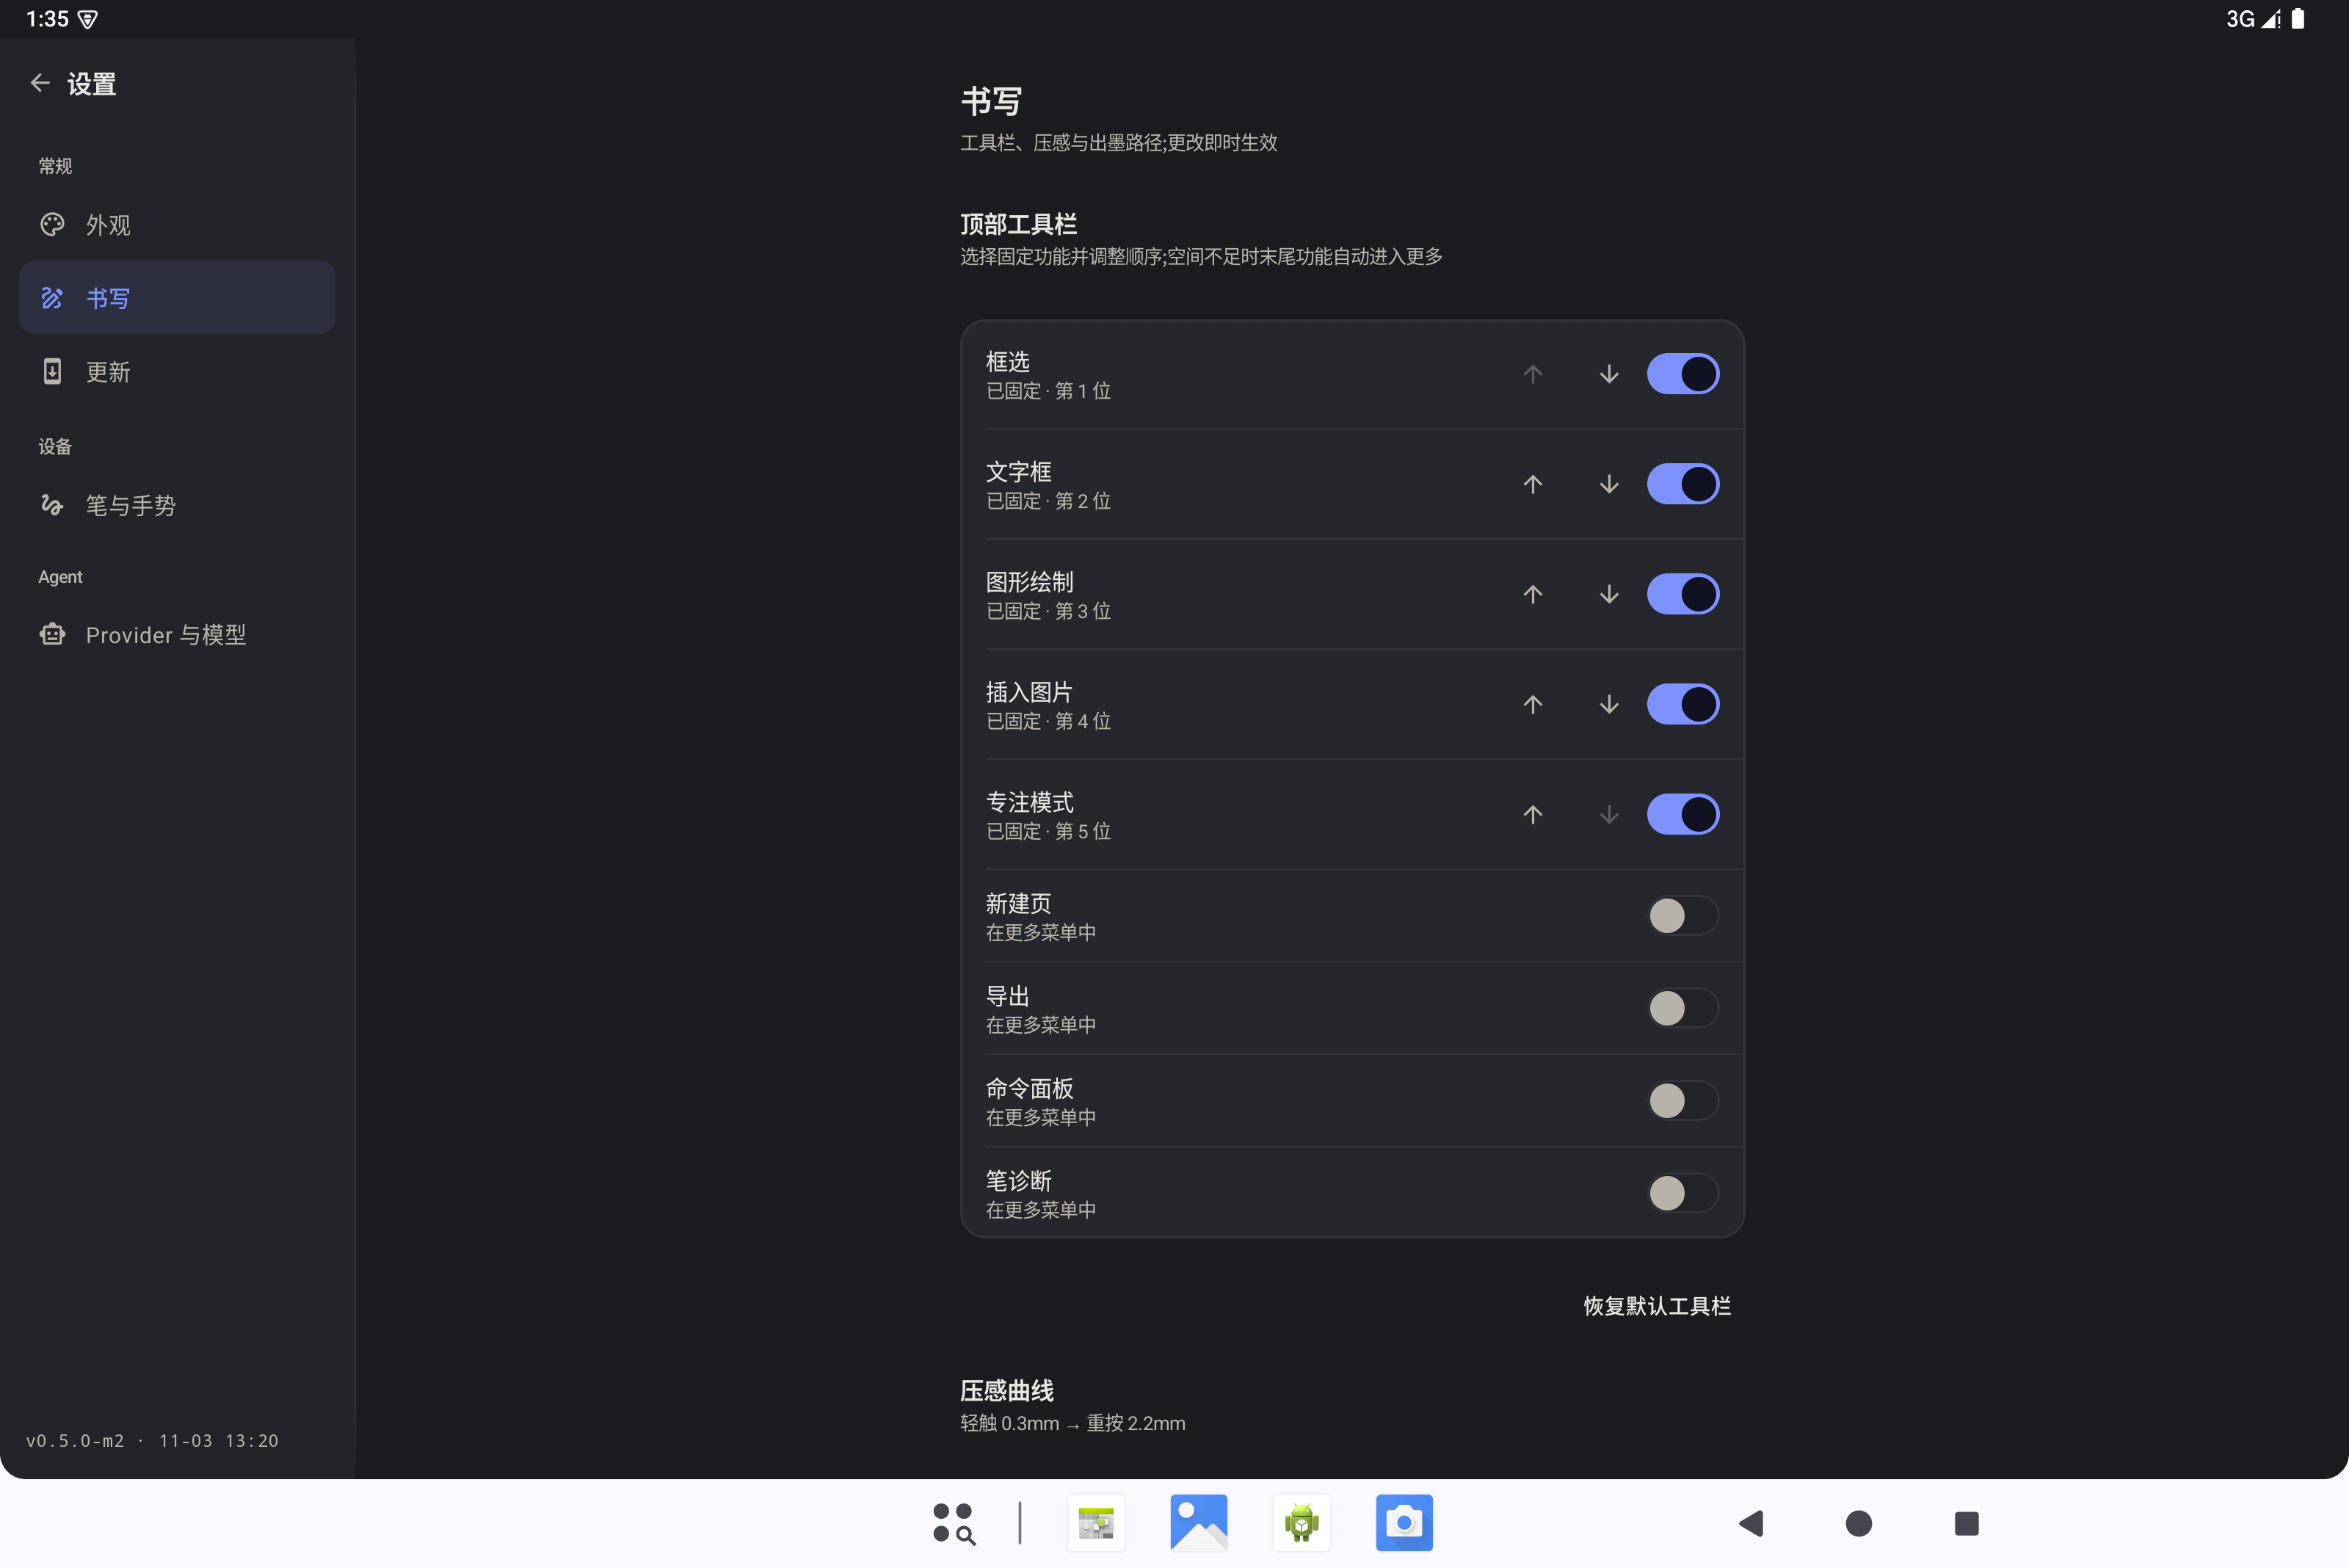 1:35
3G
设置
常规
外观
书写
更新
设备
笔与手势
Agent
Provider 与模型
v0.5.0-m2 · 11-03 13:20
书写
工具栏、压感与出墨路径;更改即时生效
顶部工具栏
选择固定功能并调整顺序;空间不足时末尾功能自动进入更多
框选
已固定 · 第 1 位
文字框
已固定 · 第 2 位
图形绘制
已固定 · 第 3 位
插入图片
已固定 · 第 4 位
专注模式
已固定 · 第 5 位
新建页
在更多菜单中
导出
在更多菜单中
命令面板
在更多菜单中
笔诊断
在更多菜单中
恢复默认工具栏
压感曲线
轻触 0.3mm → 重按 2.2mm